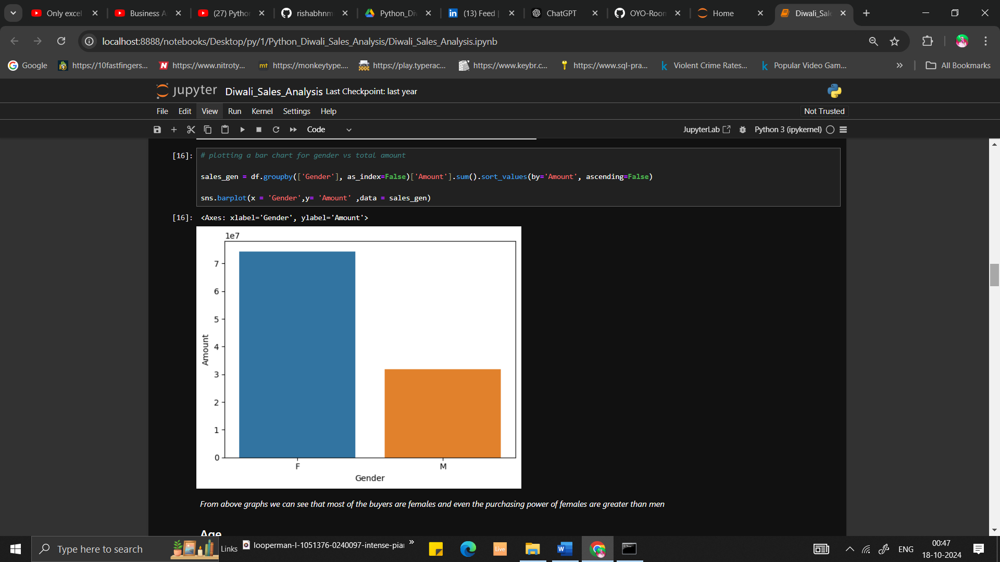 Only excel
Business A
(27) Pytho
rishabhnm
Python_Di
(13) Feed |
ChatGPT
OYO-Roon
Home
Diwali_Sale
localhost:8888/notebooks/Desktop/py/1/Python_Diwali_Sales_Analysis/Diwali_Sales_Analysis.ipynb
Google
https://10fastfingers...
https://www.nitroty...
mt https://monkeytype....
https://play.typerac...
https://www.keybr.c...
https://www.sql-pra...
k Violent Crime Rates...
k Popular Video Gam...
All Bookmarks
jupyter Diwali_Sales_Analysis Last Checkpoint: last year
File Edit View Run Kernel Settings Help
Not Trusted
Code
JupyterLab
Python 3 (ipykernel)
[16]: # plotting a bar chart for gender vs total amount
sales_gen = df.groupby(['Gender'], as_index=False)['Amount'].sum().sort_values(by='Amount', ascending=False)
sns.barplot(x = 'Gender',y= 'Amount' ,data = sales_gen)
[16]: <Axes: xlabel='Gender', ylabel='Amount'>
1e7
7
6
5
4
3
2
1
0
Amount
F
M
Gender
From above graphs we can see that most of the buyers are females and even the purchasing power of females are greater than men
Age
Type here to search
Links
looperman-l-1051376-0240097-intense-piar
Live
W
ENG
00:47
18-10-2024